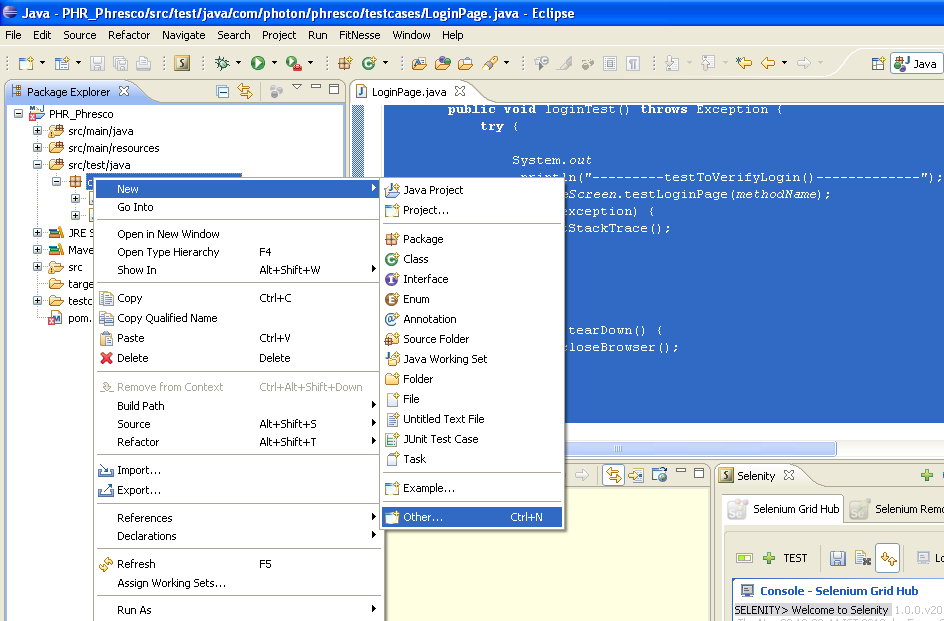 Java - PHR_Phresco/src/test/java/com/photon/phresco/testcases/LoginPage.java - Eclipse
File Edit Source Refactor Navigate Search Project Run FitNesse Window Help
Java
Package Explorer
LoginPage.java
PHR_Phresco
src/main/java
src/main/resources
src/test/java
JRE S
Mave
src
targe
testc
pom.
public void loginTest() throws Exception {
try {
System.out
println("---------testToVerifyLogin()-------------");
eScreen.testLoginPage(methodName);
exception) {
tStackTrace();
tearDown() {
closeBrowser();
New
Go Into
Open in New Window
Open Type Hierarchy F4
Show In Alt+Shift+W
Copy Ctrl+C
Copy Qualified Name
Paste Ctrl+V
Delete Delete
Remove from Context Ctrl+Alt+Shift+Down
Build Path
Source Alt+Shift+S
Refactor Alt+Shift+T
Import...
Export...
References
Declarations
Refresh F5
Assign Working Sets...
Run As
Java Project
Project...
Package
Class
Interface
Enum
Annotation
Source Folder
Java Working Set
Folder
File
Untitled Text File
JUnit Test Case
Task
Example...
Other... Ctrl+N
Selenity
Selenium Grid Hub
Selenium Remo
TEST
Lo
Console - Selenium Grid Hub
SELENITY> Welcome to Selenity 1.0.0.v20